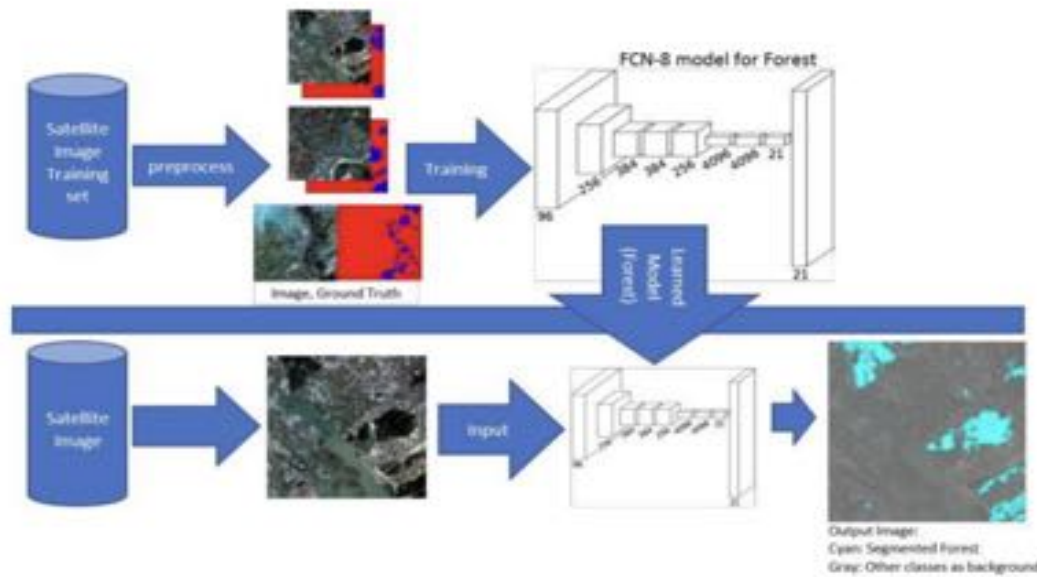 Satellite
Image
Training
set
preprocess
Image, Ground Truth
Training
FCN-8 model for Forest
96
256
384
384
256
4096
4096
21
21
Learned
Model
(Forest)
Satellite
Image
Input
Output Image:
Cyan: Segmented Forest
Gray: Other classes as background